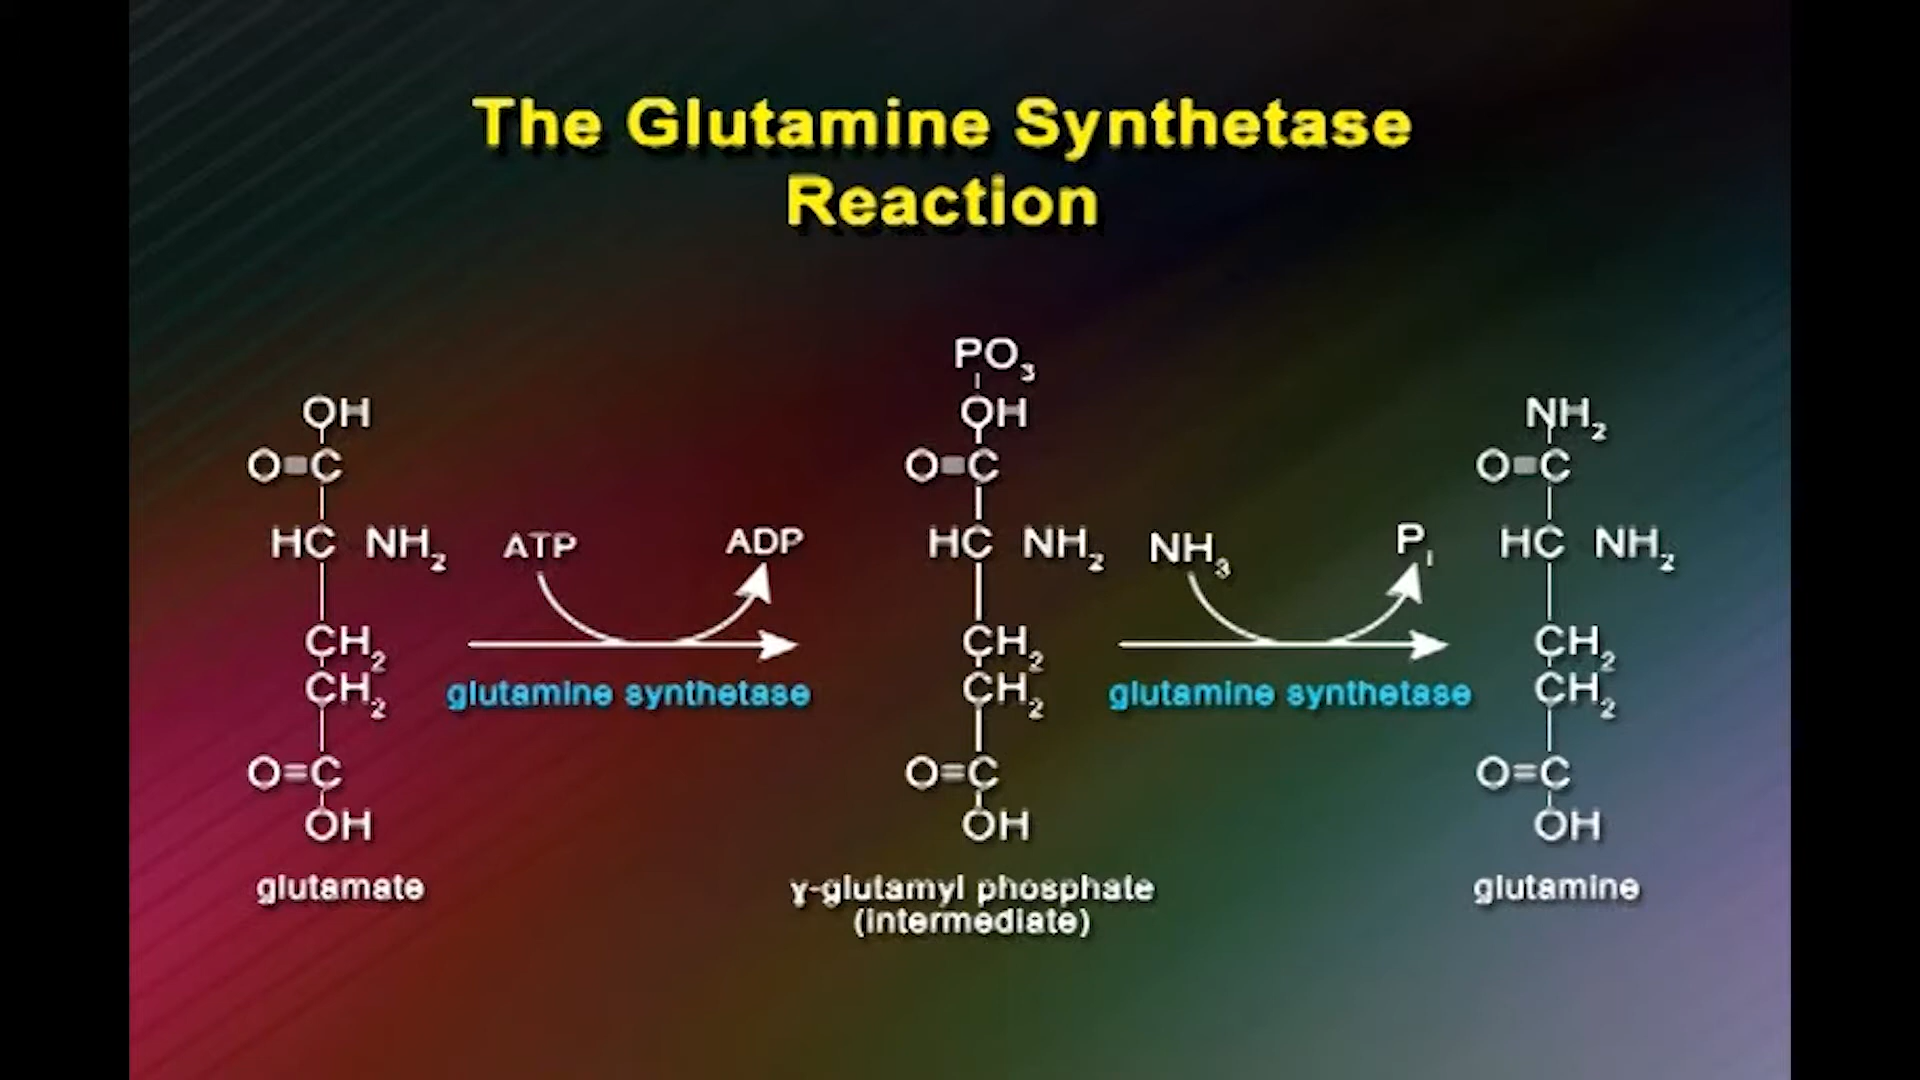 The Glutamine Synthetase
Reaction
PO3
OH OH NH2
O=C O=C O=C
HC NH2 ATP ADP HC NH2 NH3 Pi HC NH2
CH2 CH2 CH2
glutamine synthetase glutamine synthetase
CH2 CH2 CH2
O=C O=C O=C
OH OH OH
glutamate γ-glutamyl phosphate glutamine
(intermediate)